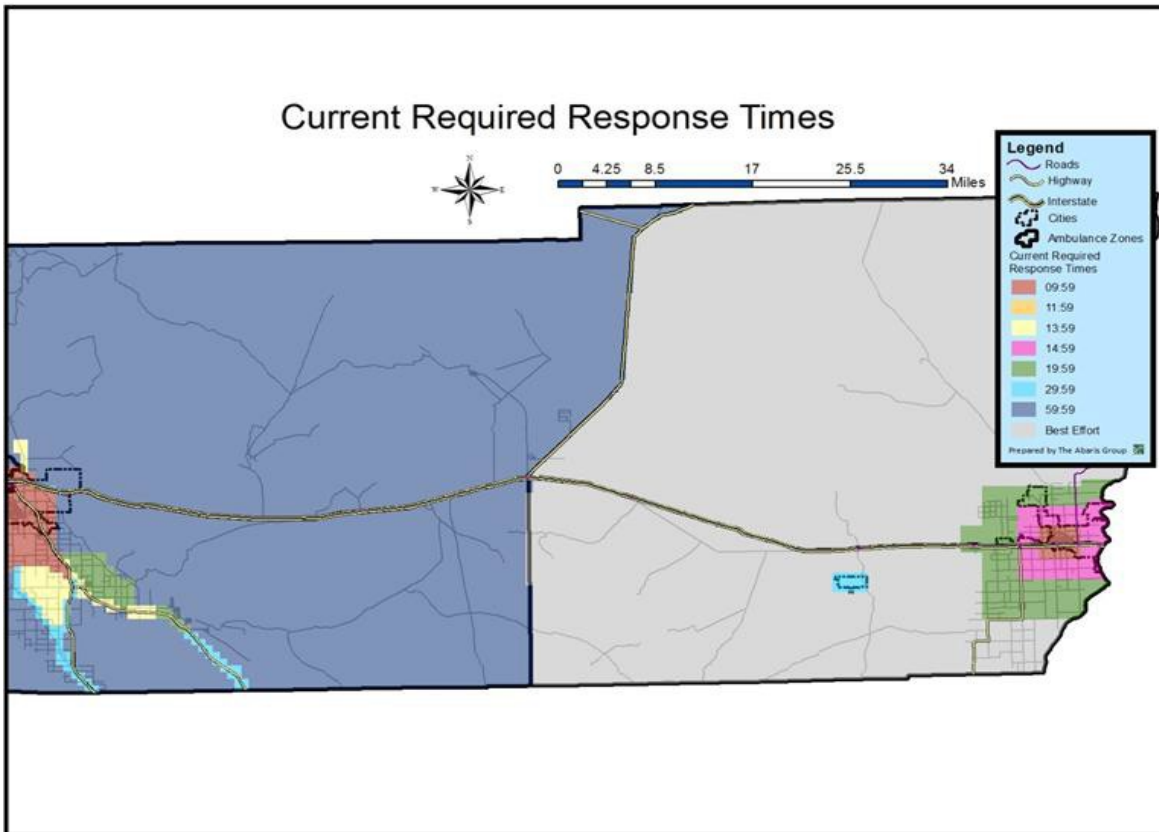 Current Required Response Times
N
W E
S
0 4.25 8.5 17 25.5 34
Miles
Legend
Roads
Highway
Interstate
Cities
Ambulance Zones
Current Required
Response Times
09:59
11:59
13:59
14:59
19:59
29:59
59:59
Best Effort
Prepared by The Abaris Group